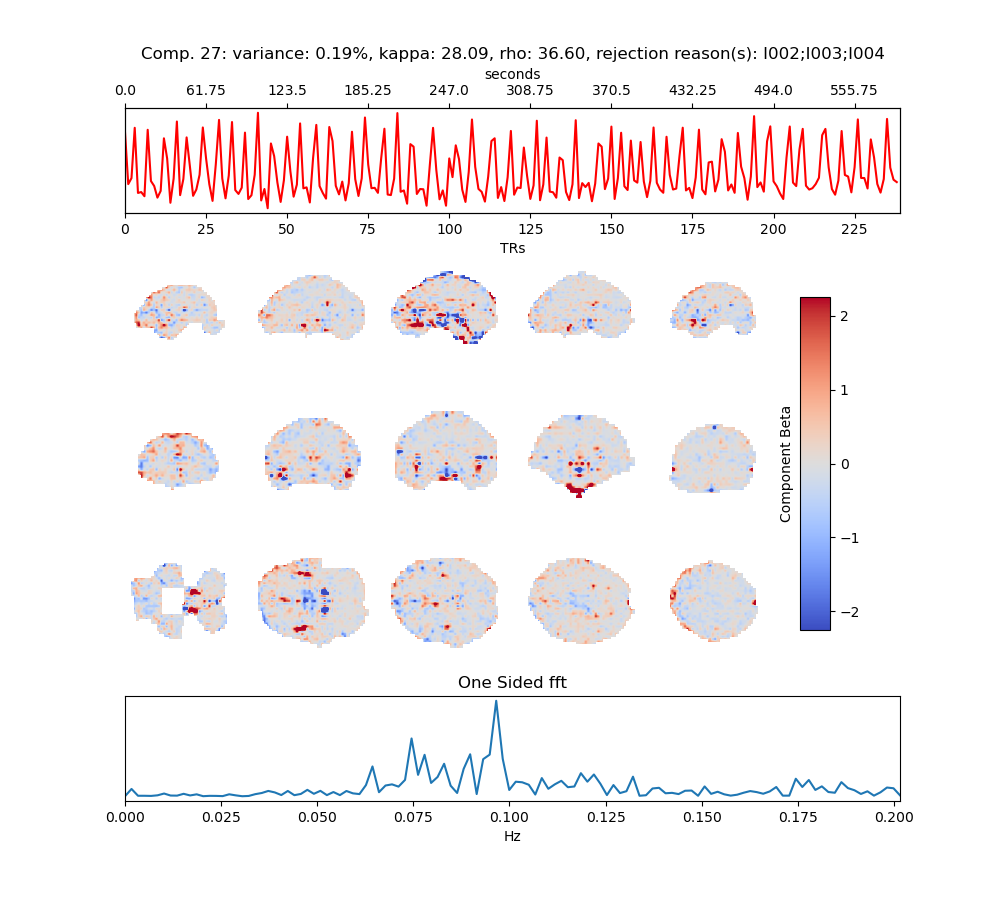 Comp. 27: variance: 0.19%, kappa: 28.09, rho: 36.60, rejection reason(s): I002;I003;I004
seconds
0.0 61.75 123.5 185.25 247.0 308.75 370.5 432.25 494.0 555.75
0 25 50 75 100 125 150 175 200 225
TRs
2
1
0
−1
−2
Component Beta
One Sided fft
0.000 0.025 0.050 0.075 0.100 0.125 0.150 0.175 0.200
Hz